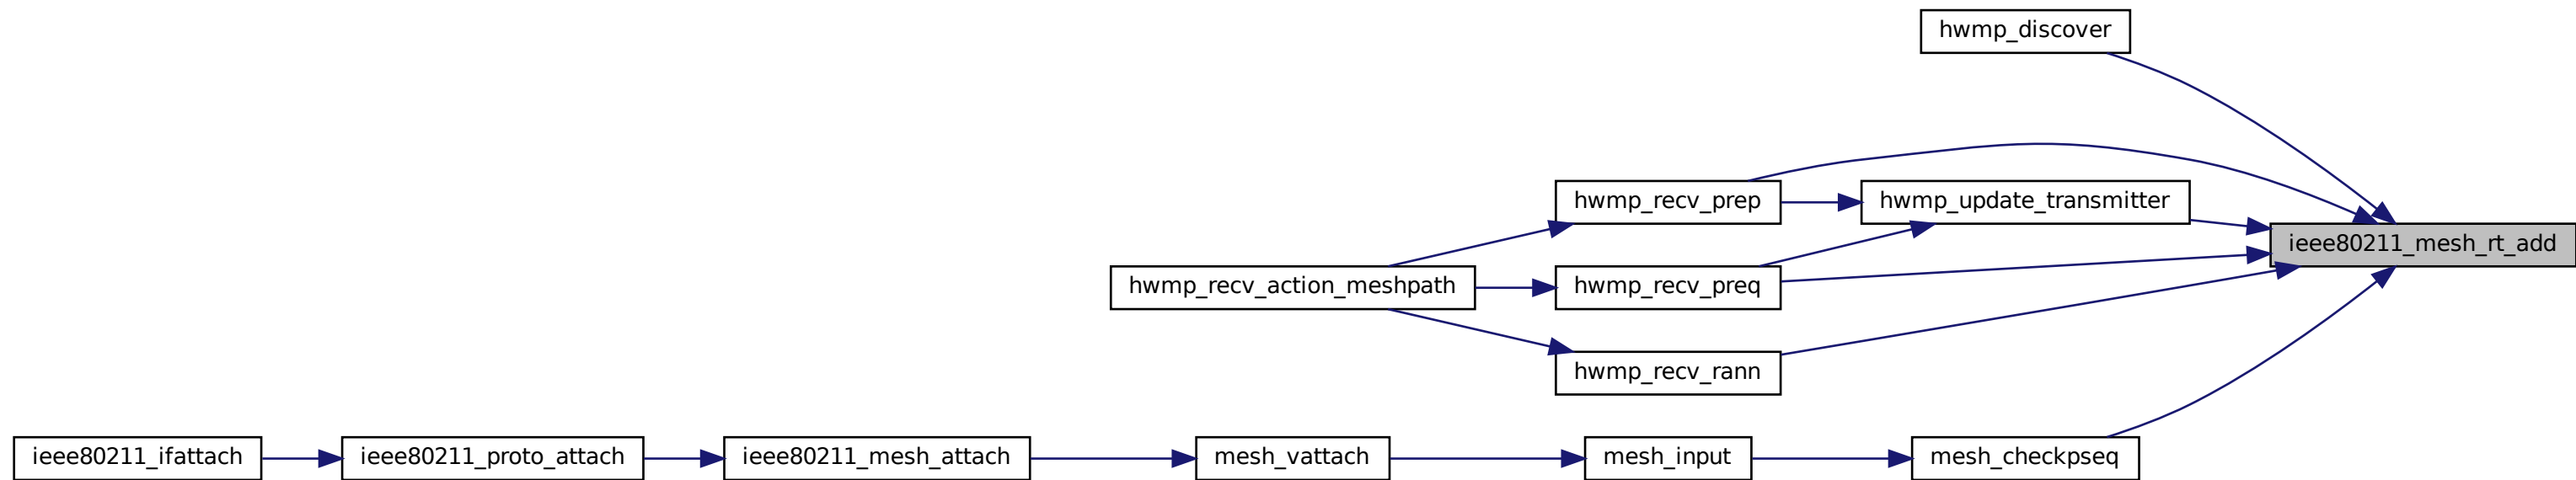 hwmp_discover
hwmp_recv_prep
hwmp_update_transmitter
ieee80211_mesh_rt_add
hwmp_recv_action_meshpath
hwmp_recv_preq
hwmp_recv_rann
ieee80211_ifattach
ieee80211_proto_attach
ieee80211_mesh_attach
mesh_vattach
mesh_input
mesh_checkpseq